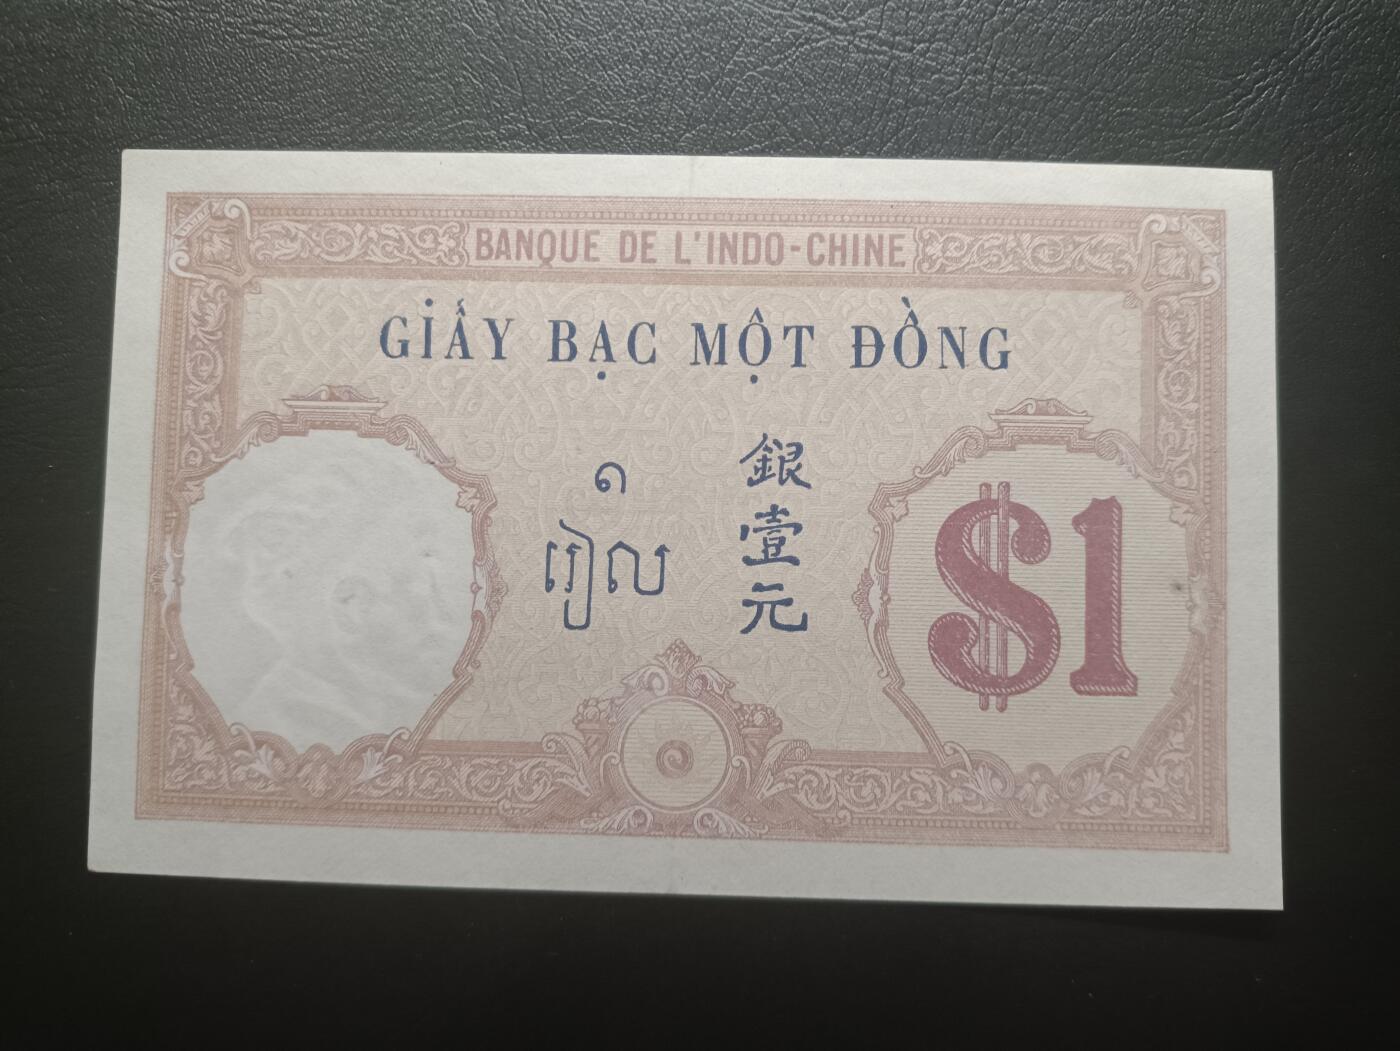 BANQUE DE L'INDO-CHINE
GIẤY BẠC MỘT ĐỒNG
១
រៀល
銀壹元
$1